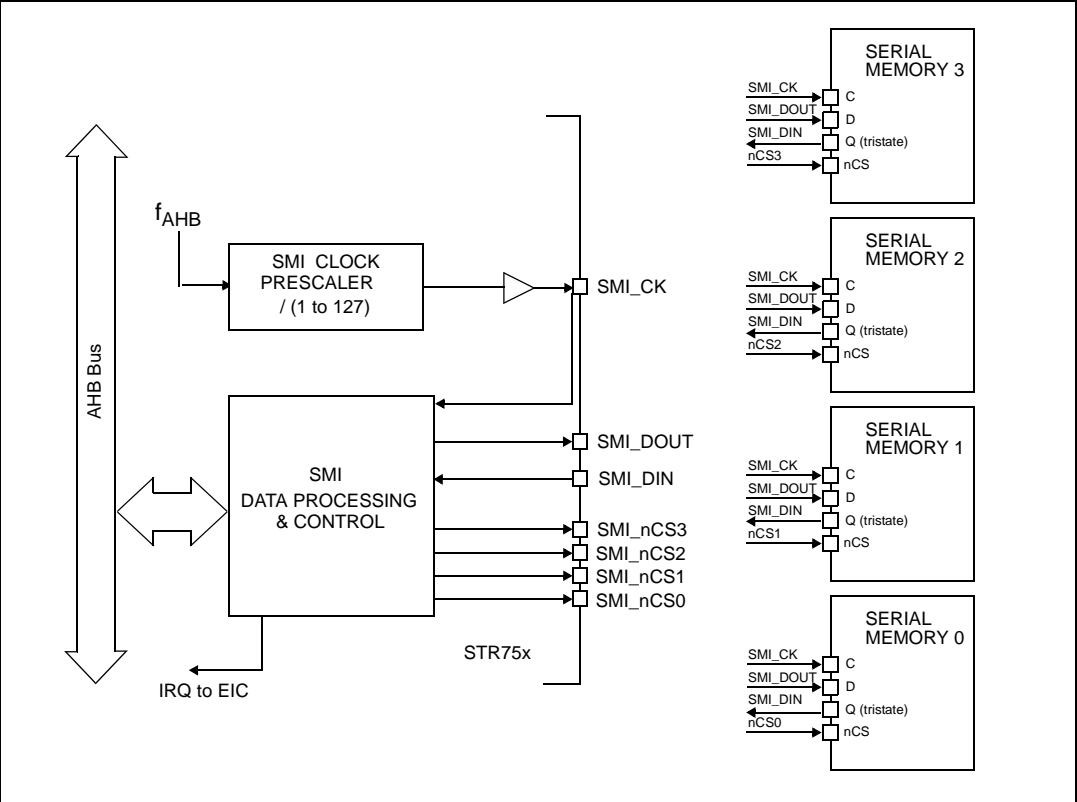 AHB Bus
fAHB
SMI CLOCK
PRESCALER
/ (1 to 127)
SMI
DATA PROCESSING
& CONTROL
IRQ to EIC
STR75x
SMI_CK
SMI_DOUT
SMI_DIN
SMI_nCS3
SMI_nCS2
SMI_nCS1
SMI_nCS0
SERIAL
MEMORY 3
SMI_CK
C
SMI_DOUT
D
SMI_DIN
Q (tristate)
nCS3
nCS
SERIAL
MEMORY 2
SMI_CK
C
SMI_DOUT
D
SMI_DIN
Q (tristate)
nCS2
nCS
SERIAL
MEMORY 1
SMI_CK
C
SMI_DOUT
D
SMI_DIN
Q (tristate)
nCS1
nCS
SERIAL
MEMORY 0
SMI_CK
C
SMI_DOUT
D
SMI_DIN
Q (tristate)
nCS0
nCS